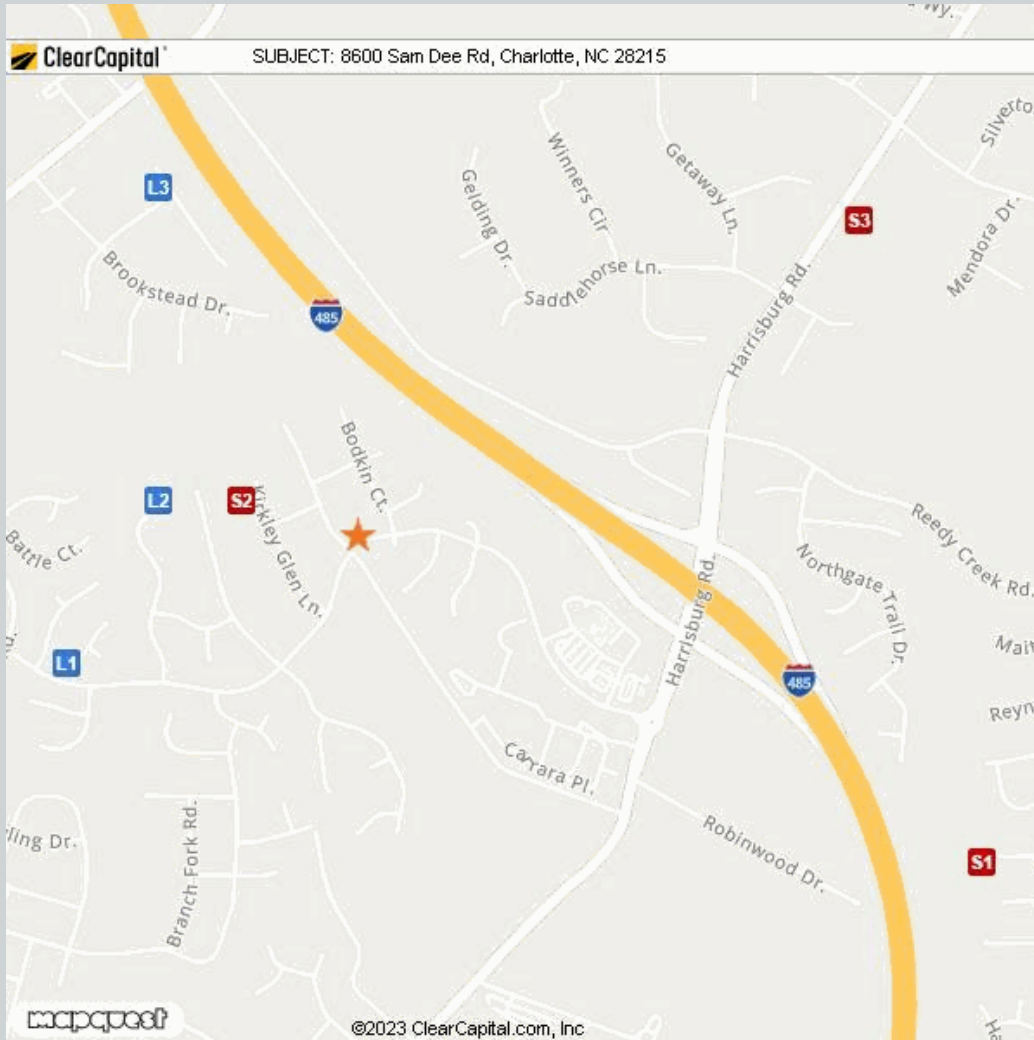 Wy.
ClearCapital
SUBJECT: 8600 Sam Dee Rd, Charlotte, NC 28215
L3
Winners Clr
Getaway Ln.
Gelding Dr.
S3
Mendora Dr.
Saddlehorse Ln.
Brookstead Dr.
485
Harrisburg Rd.
Bodkin Ct.
L2
S2
Kirkley Glen Ln.
Battle Ct.
Reedy Creek Rd.
Northgate Trail Dr.
Harrisburg Rd.
L1
485
Carrara Pl.
Robinwood Dr.
Branch Fork Rd.
S1
mapquest
©2023 ClearCapital.com, Inc